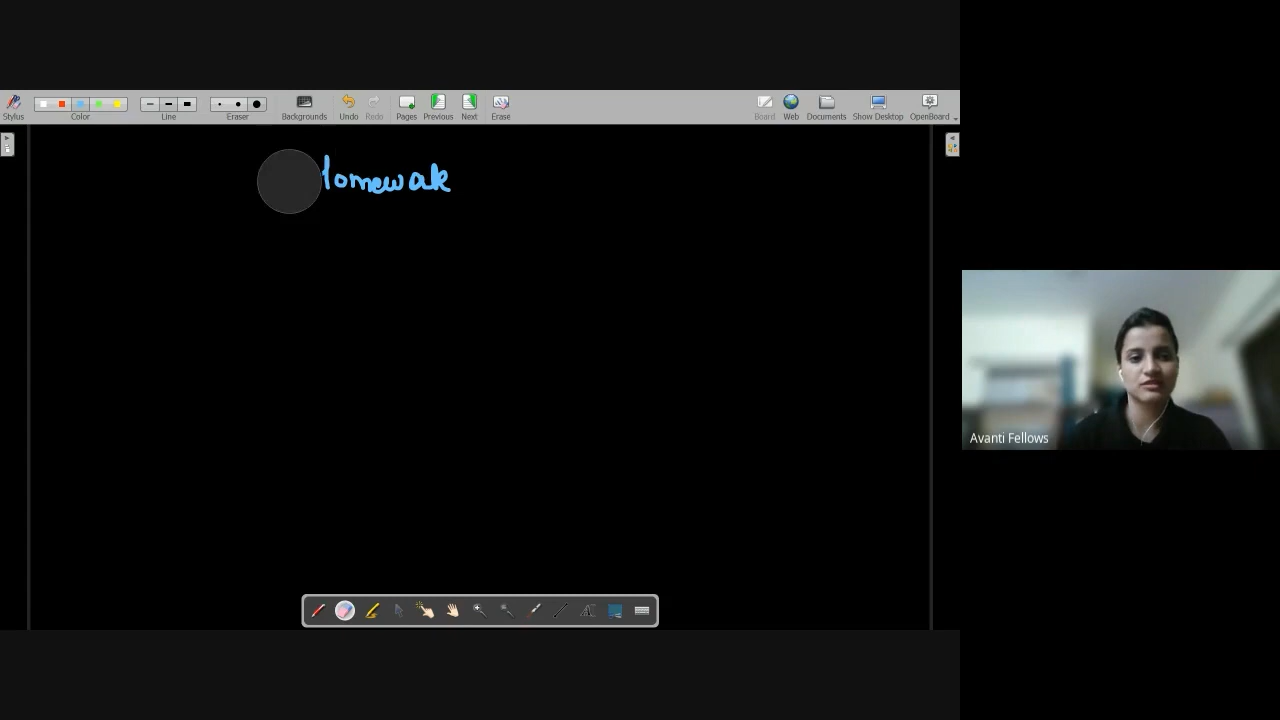 Stylus
Color
Line
Eraser
Backgrounds
Undo
Redo
Pages
Previous
Next
Erase
Board
Web
Documents
Show Desktop
OpenBoard
Avanti Fellows